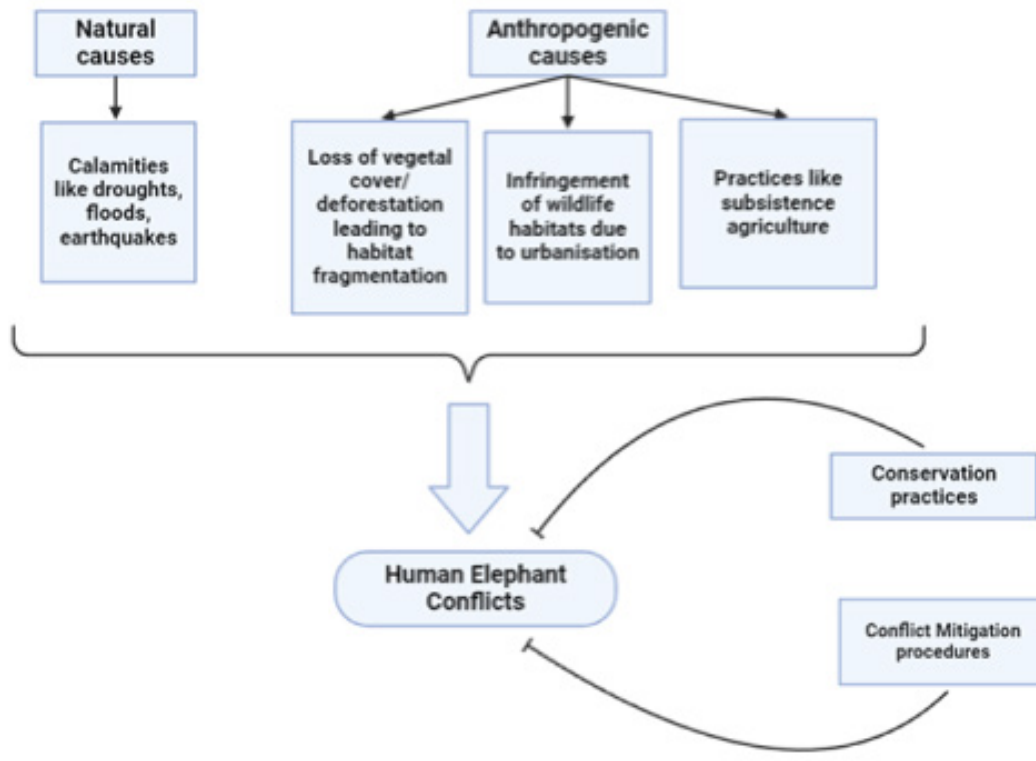 Natural
causes
Anthropogenic
causes
Calamities
like droughts,
floods,
earthquakes
Loss of vegetal
cover/
deforestation
leading to
habitat
fragmentation
Infringement
of wildlife
habitats due
to urbanisation
Practices like
subsistence
agriculture
Conservation
practices
Human Elephant
Conflicts
Conflict Mitigation
procedures